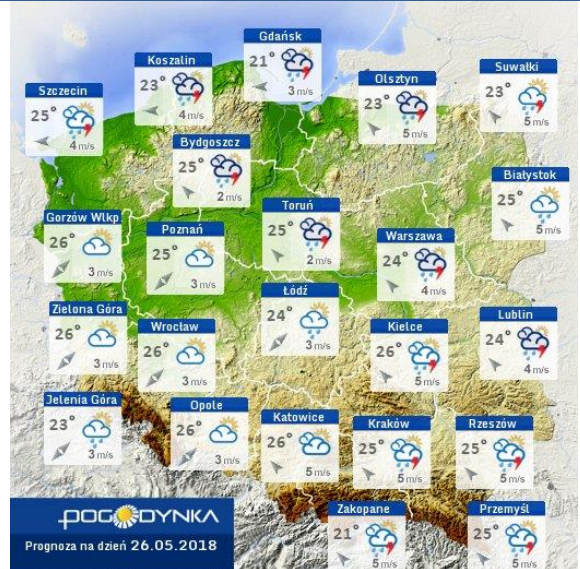 Gdańsk
21°
3 m/s
Koszalin
23°
4 m/s
Suwałki
23°
5 m/s
Olsztyn
23°
5 m/s
Szczecin
25°
4 m/s
Bydgoszcz
25°
2 m/s
Białystok
25°
5 m/s
Toruń
25°
2 m/s
Gorzów Wlkp.
26°
3 m/s
Poznań
25°
3 m/s
Warszawa
24°
4 m/s
Łódź
24°
3 m/s
Zielona Góra
26°
3 m/s
Wrocław
26°
3 m/s
Kielce
26°
5 m/s
Lublin
24°
4 m/s
Jelenia Góra
23°
3 m/s
Opole
26°
3 m/s
Katowice
26°
5 m/s
Kraków
25°
5 m/s
Rzeszów
25°
5 m/s
Zakopane
21°
5 m/s
Przemyśl
25°
5 m/s
POGODYNKA
Prognoza na dzień 26.05.2018